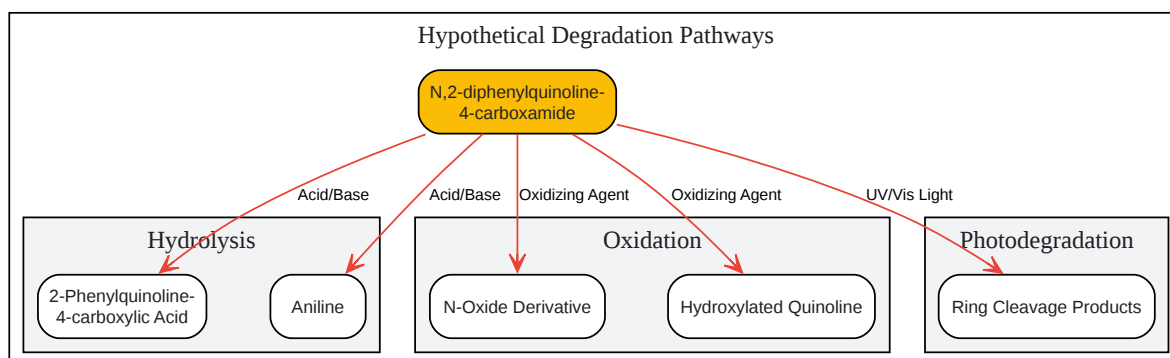 Hypothetical Degradation Pathways
N,2-diphenylquinoline-
4-carboxamide
Acid/Base
Acid/Base
Oxidizing Agent
Oxidizing Agent
UV/Vis Light
Hydrolysis
Oxidation
Photodegradation
2-Phenylquinoline-
4-carboxylic Acid
Aniline
N-Oxide Derivative
Hydroxylated Quinoline
Ring Cleavage Products